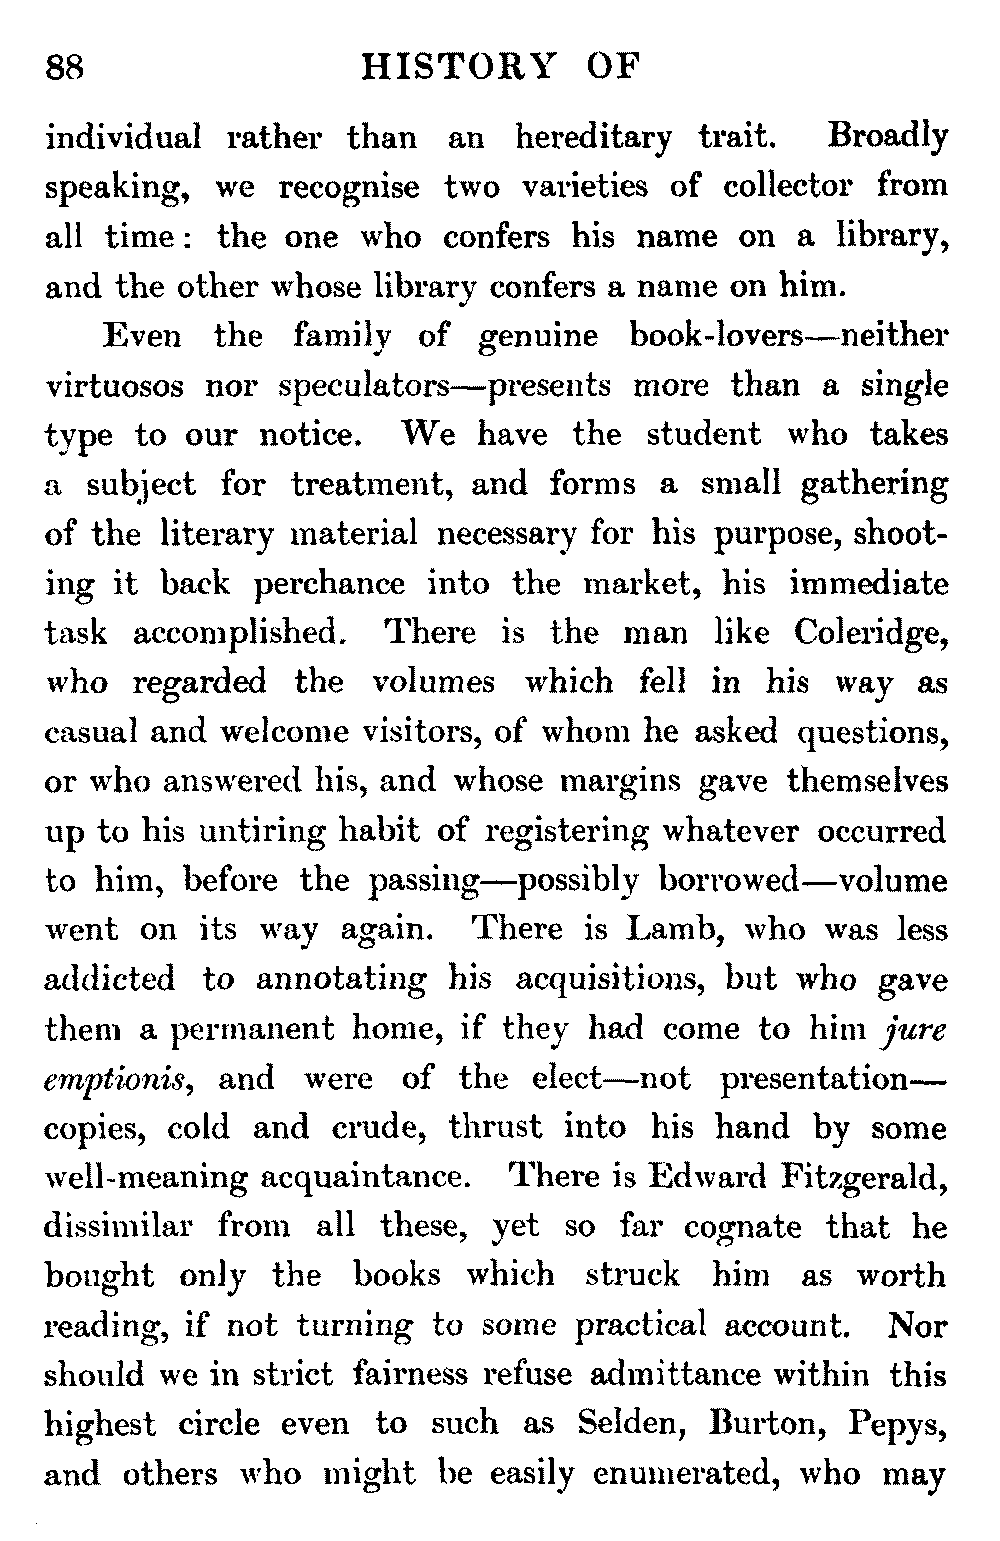 88 HISTORY OF
individual rather than an hereditary trait. Broadly
speaking, we recognise two varieties of collector from
all time: the one who confers his name on a library,
and the other whose library confers a name on him.
Even the family of genuine book-lovers—neither
virtuosos nor speculators—presents more than a single
type to our notice. We have the student who takes
a subject for treatment, and forms a small gathering
of the literary material necessary for his purpose, shoot-
ing it back perchance into the market, his immediate
task accomplished. There is the man like Coleridge,
who regarded the volumes which fell in his way as
casual and welcome visitors, of whom he asked questions,
or who answered his, and whose margins gave themselves
up to his untiring habit of registering whatever occurred
to him, before the passing—possibly borrowed—volume
went on its way again. There is Lamb, who was less
addicted to annotating his acquisitions, but who gave
them a permanent home, if they had come to him jure
emptionis, and were of the elect—not presentation—
copies, cold and crude, thrust into his hand by some
well-meaning acquaintance. There is Edward Fitzgerald,
dissimilar from all these, yet so far cognate that he
bought only the books which struck him as worth
reading, if not turning to some practical account. Nor
should we in strict fairness refuse admittance within this
highest circle even to such as Selden, Burton, Pepys,
and others who might be easily enumerated, who may